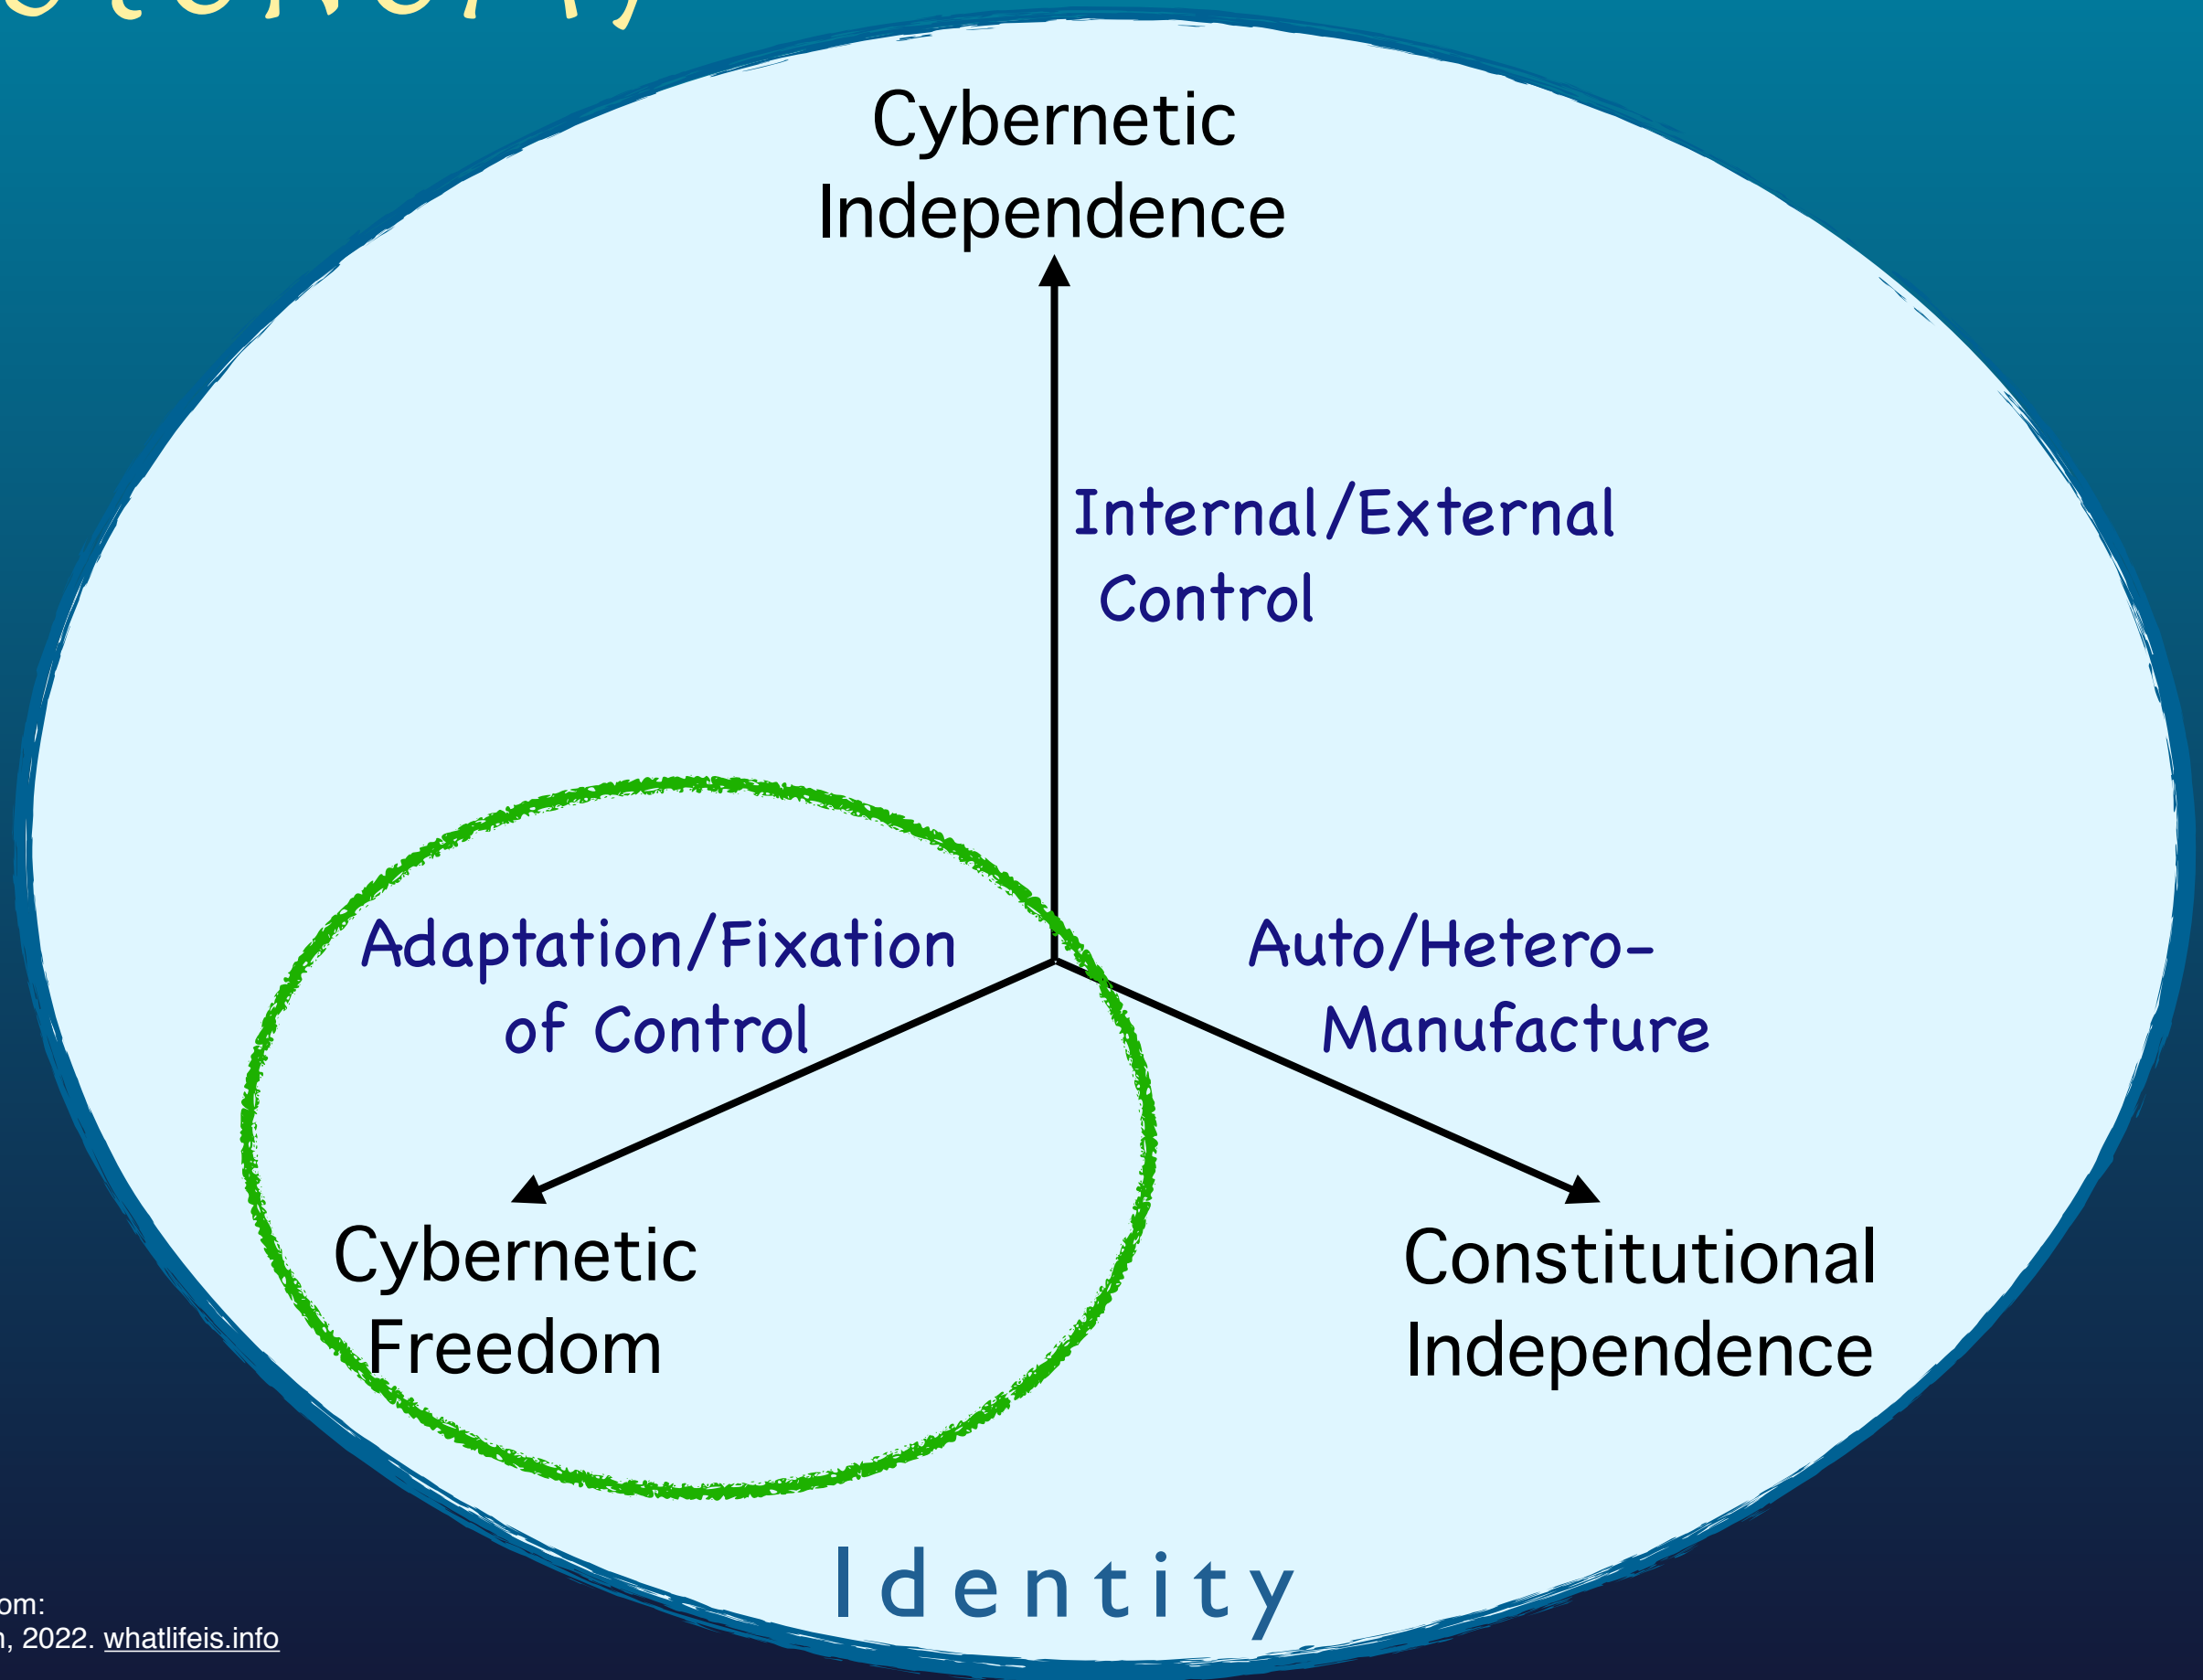 Cybernetic
Independence
Internal/External
Control
Adaptation/Fixation
of Control
Auto/Hetero-
Manufacture
Cybernetic
Freedom
Constitutional
Independence
Identity
2022. whatlifeis.info